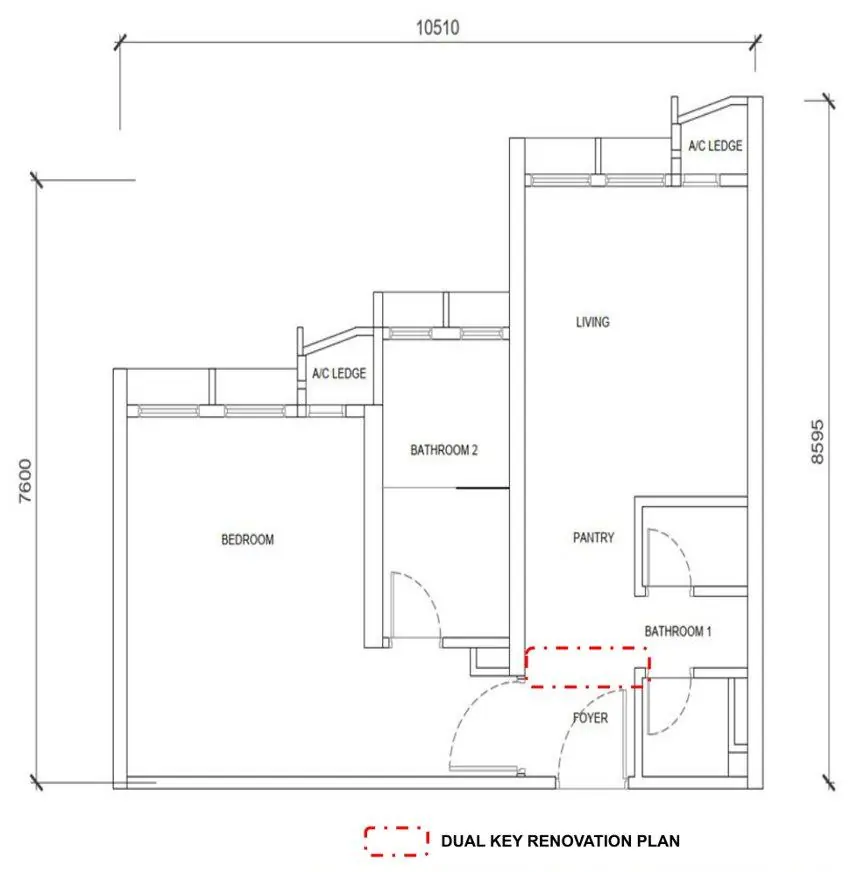 10510
A/C LEDGE
LIVING
A/C LEDGE
8595
BATHROOM 2
7600
BEDROOM
PANTRY
BATHROOM 1
FOYER
DUAL KEY RENOVATION PLAN